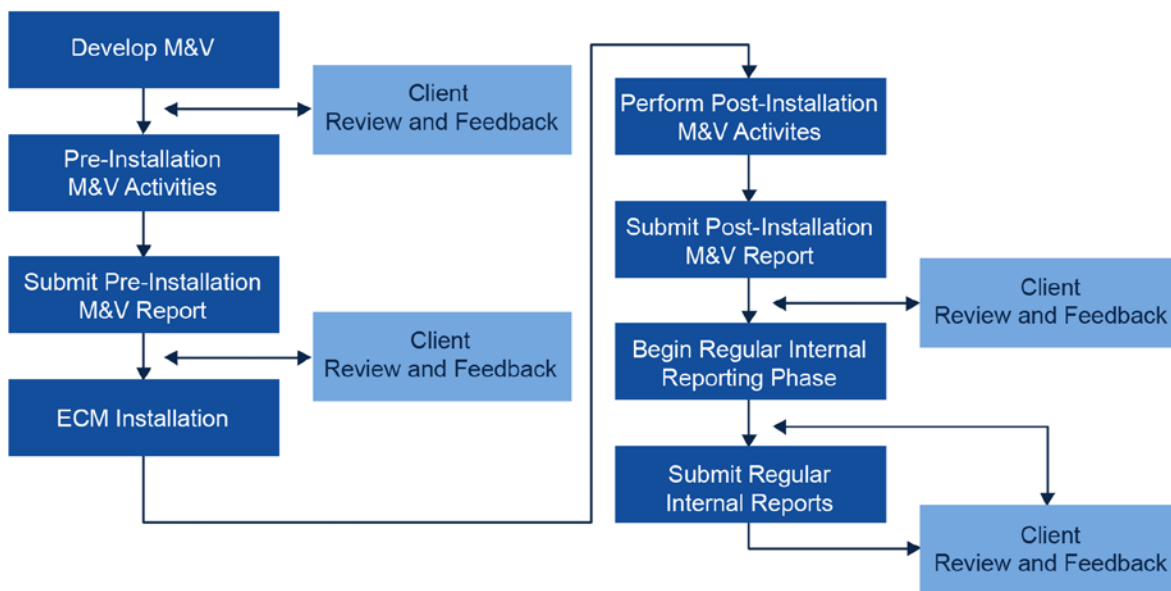 Develop M&V
Client
Review and Feedback
Pre-Installation
M&V Activities
Submit Pre-Installation
M&V Report
Client
Review and Feedback
ECM Installation
Perform Post-Installation
M&V Activites
Submit Post-Installation
M&V Report
Client
Review and Feedback
Begin Regular Internal
Reporting Phase
Submit Regular
Internal Reports
Client
Review and Feedback